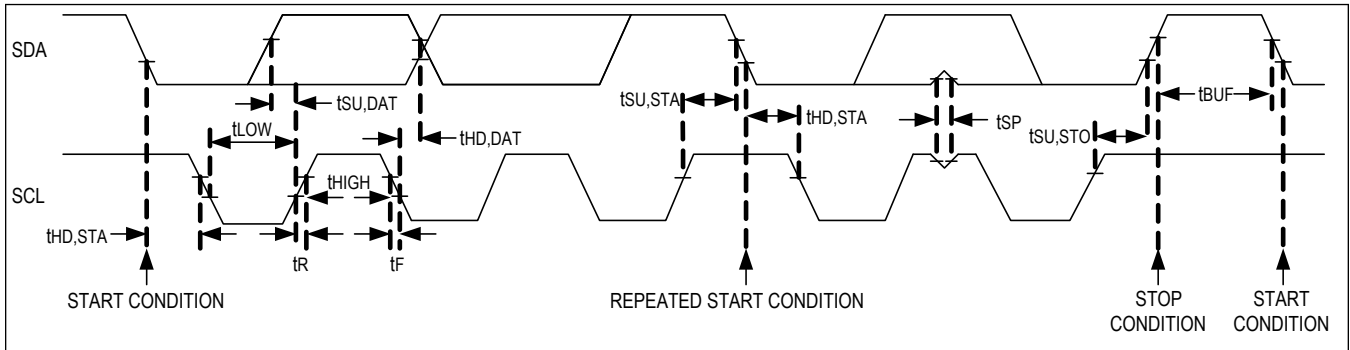 SDA
tSU,DAT
tSU,STA
tBUF
tLOW
tHD,DAT
tHD,STA
tSP
tSU,STO
SCL
tHIGH
tHD,STA
tR
tF
START CONDITION
REPEATED START CONDITION
STOP
CONDITION
START
CONDITION